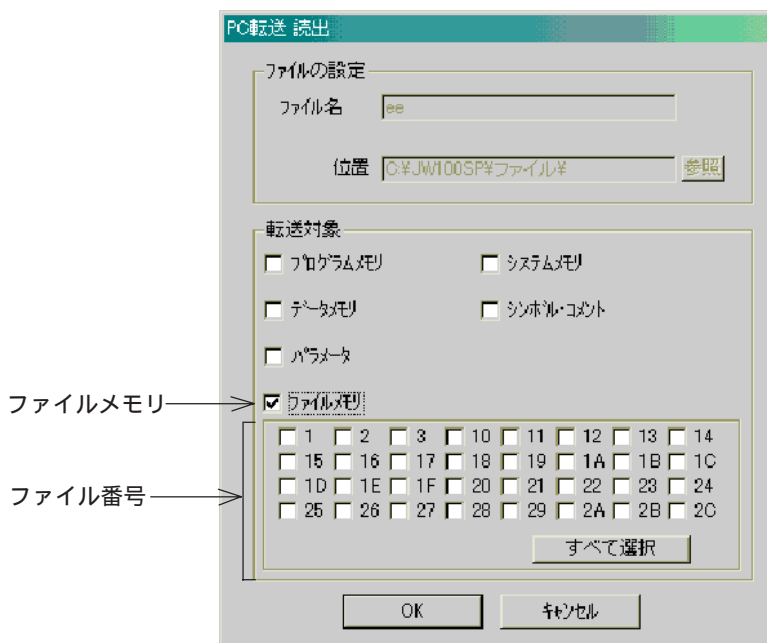 PC転送 読出
ファイルの設定
ファイル名 ee
位置 C:¥JW100SP¥ファイル¥ 参照
転送対象
プログラムメモリ システムメモリ
データメモリ シンボル・コメント
パラメータ
ファイルメモリ ファイルメモリ
1 2 3 10 11 12 13 14
15 16 17 18 19 1A 1B 1C
ファイル番号 1D 1E 1F 20 21 22 23 24
25 26 27 28 29 2A 2B 2C
すべて選択
OK キャンセル